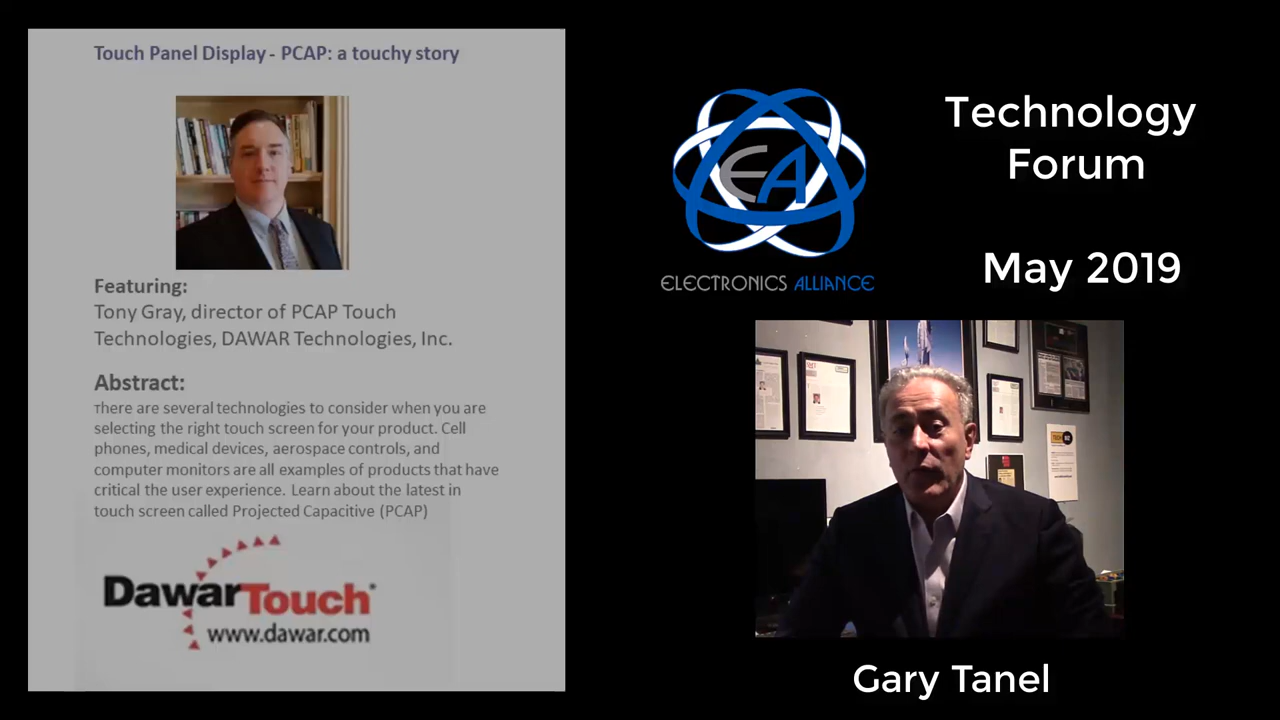 Touch Panel Display - PCAP: a touchy story
Featuring:
Tony Gray, director of PCAP Touch
Technologies, DAWAR Technologies, Inc.
Abstract:
There are several technologies to consider when you are
selecting the right touch screen for your product. Cell
phones, medical devices, aerospace controls, and
computer monitors are all examples of products that have
critical the user experience. Learn about the latest in
touch screen called Projected Capacitive (PCAP)
DawarTouch
www.dawar.com
EA
ELECTRONICS ALLIANCE
Technology
Forum
May 2019
Gary Tanel